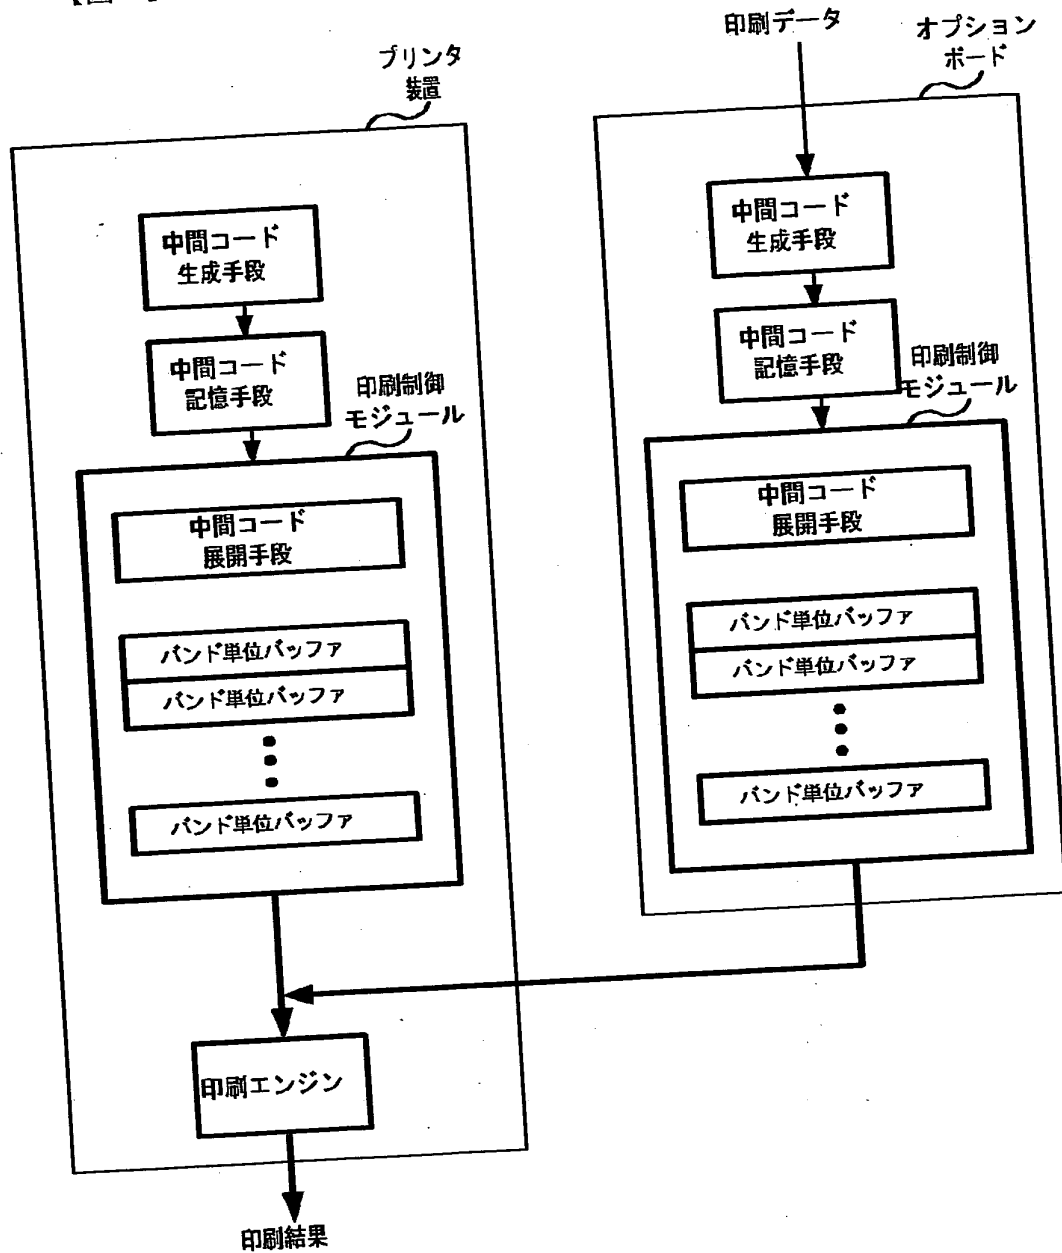 プリンタ
装置
中間コード
生成手段
中間コード
記憶手段
印刷制御
モジュール
中間コード
展開手段
バンド単位バッファ
バンド単位バッファ
バンド単位バッファ
印刷エンジン
印刷結果
印刷データ
オプション
ボード
中間コード
生成手段
中間コード
記憶手段
印刷制御
モジュール
中間コード
展開手段
バンド単位バッファ
バンド単位バッファ
バンド単位バッファ